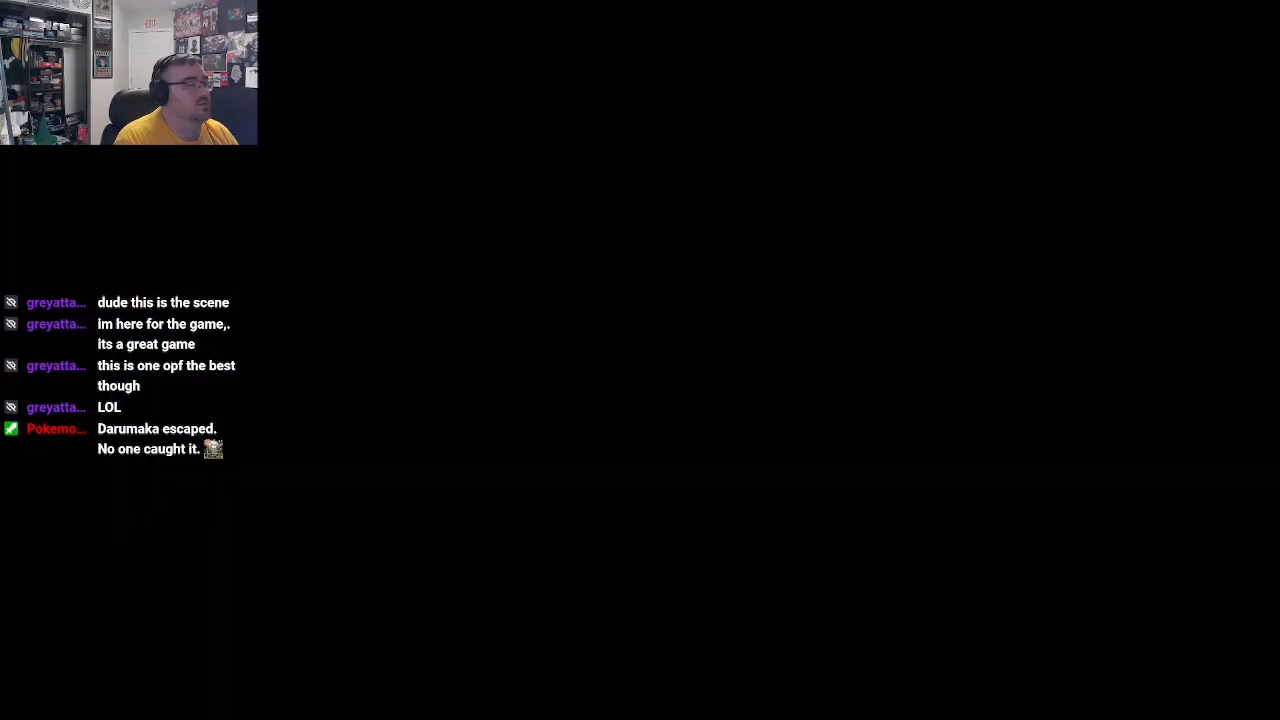 EXIT
greyatta... dude this is the scene
greyatta... im here for the game,.
its a great game
greyatta... this is one opf the best
though
greyatta... LOL
Pokemo... Darumaka escaped.
No one caught it.